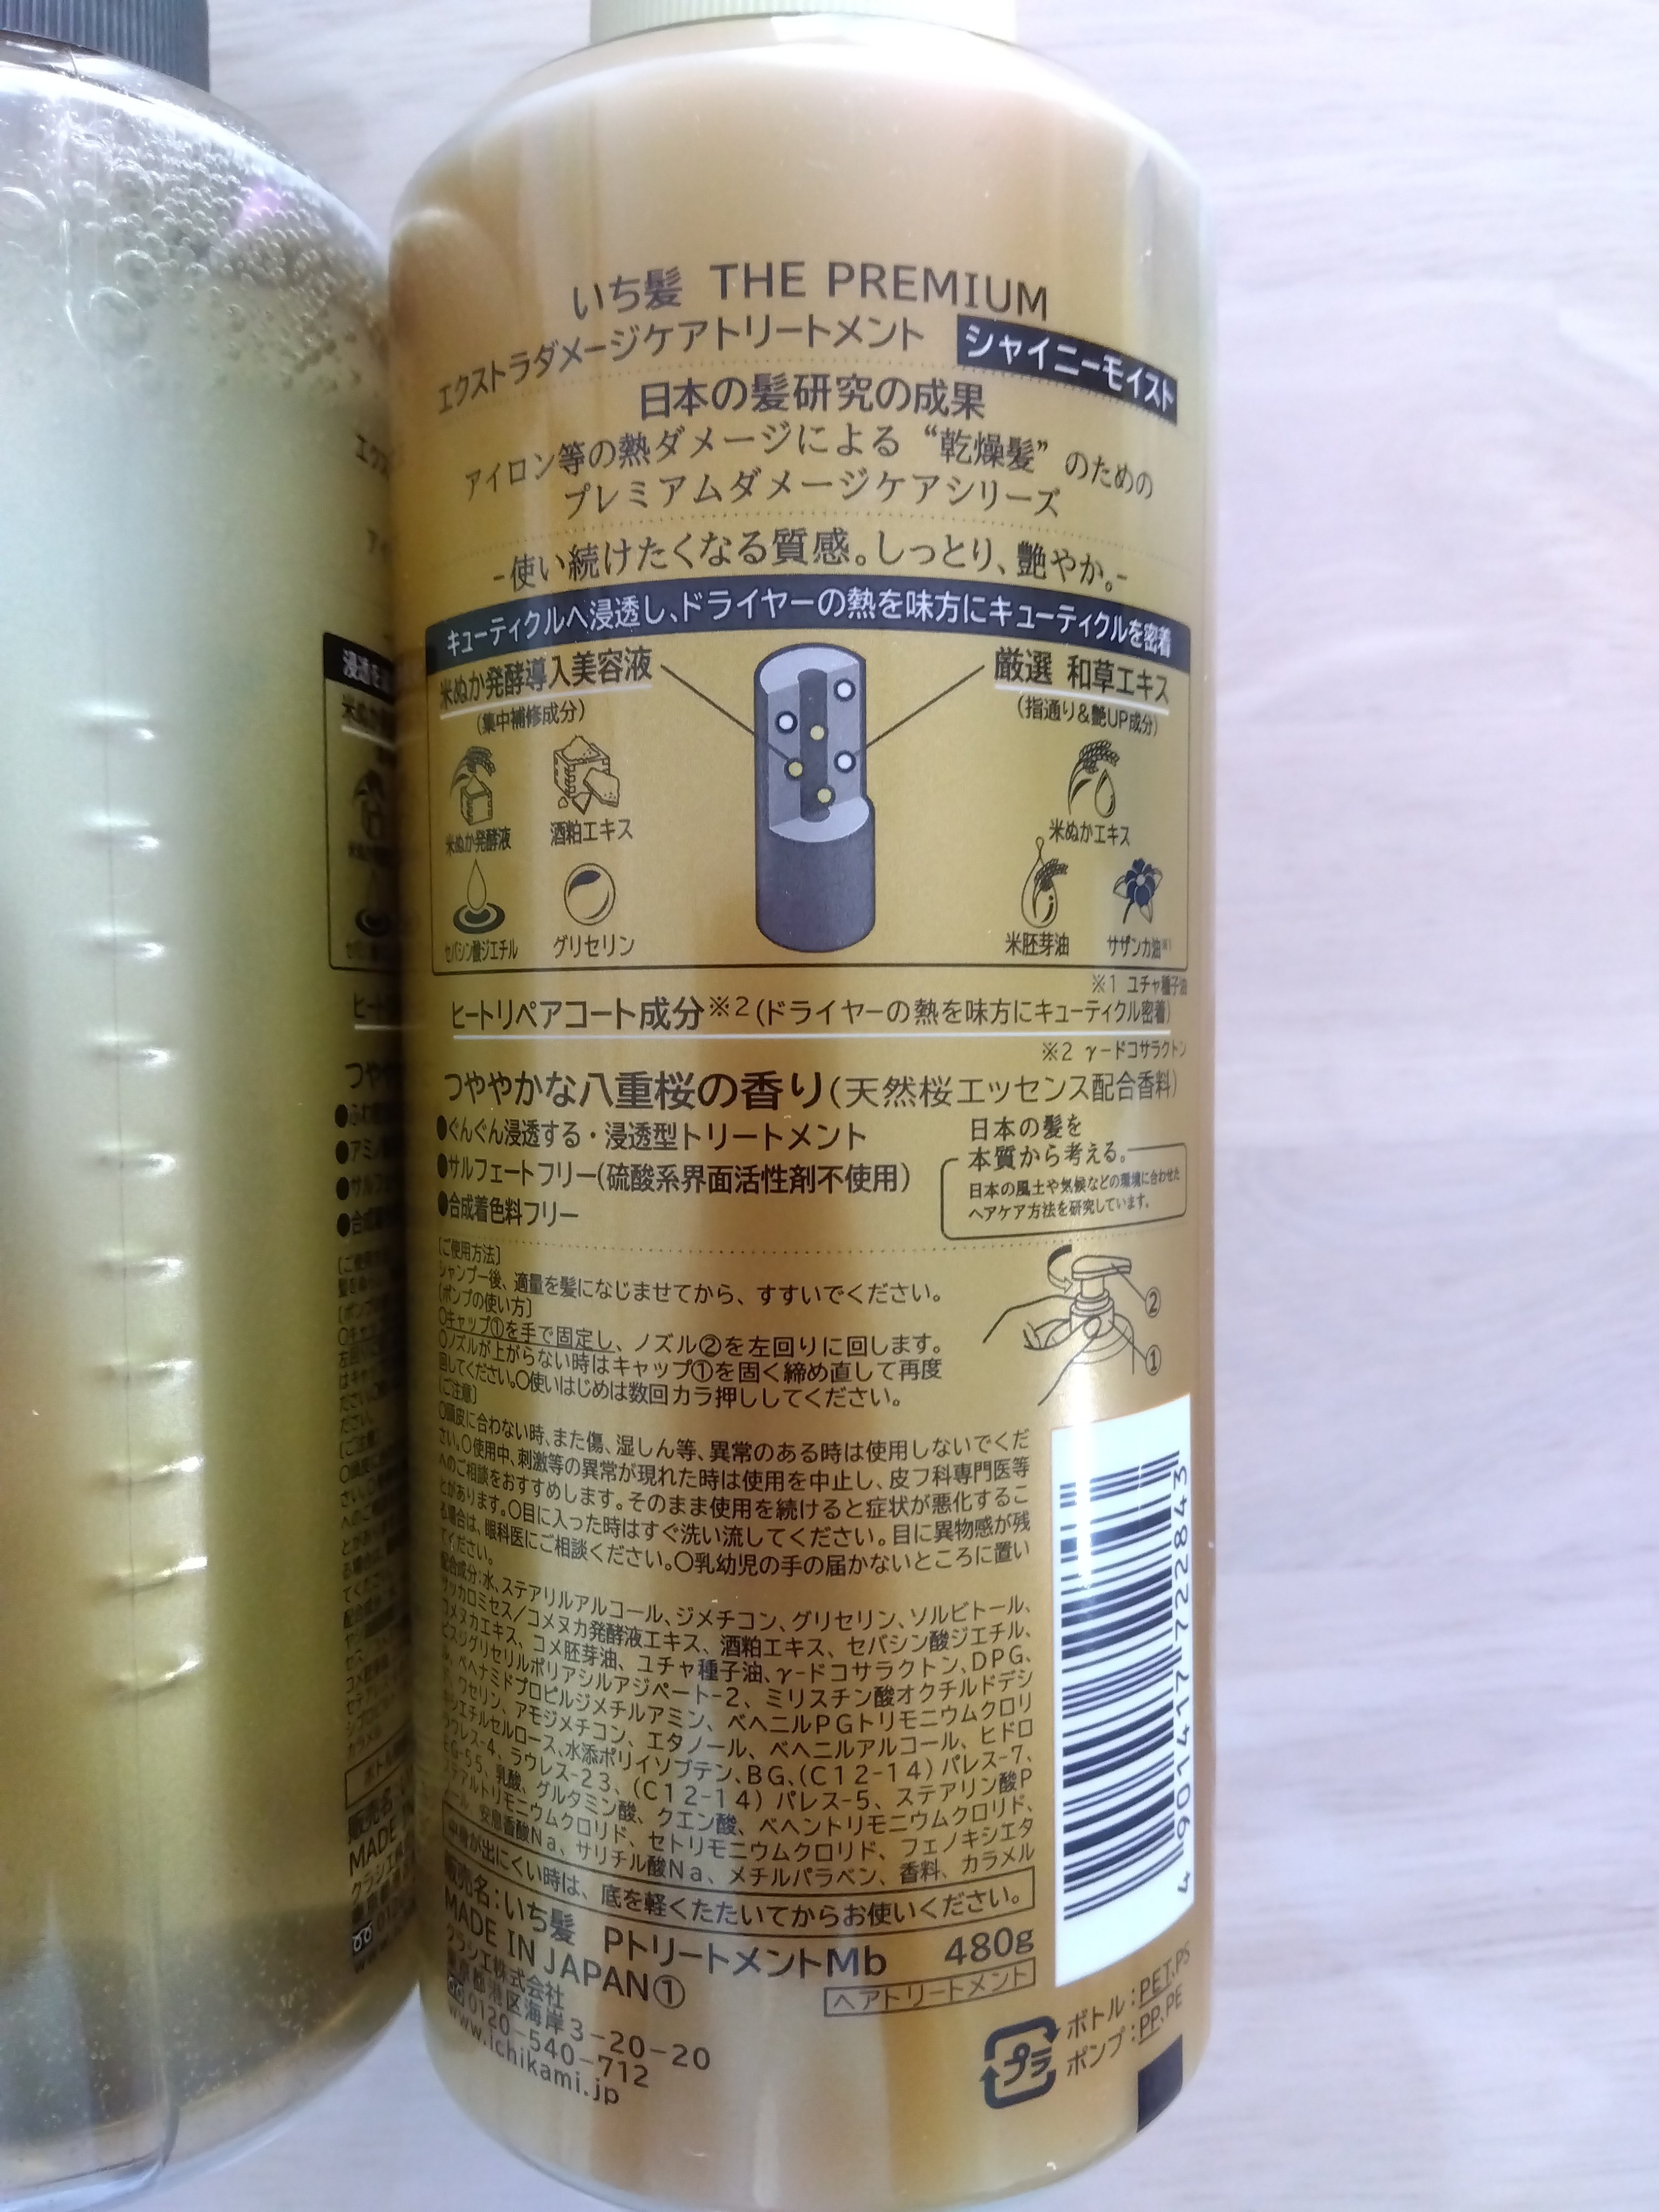 いち髪 THE PREMIUM
エクストラダメージケアトリートメント シャイニーモイスト
日本の髪研究の成果
アイロン等の熱ダメージによる“乾燥髪”のための
プレミアムダメージケアシリーズ
-使い続けたくなる質感。しっとり、艶やか。-
キューティクルへ浸透し、ドライヤーの熱を味方にキューティクルを密着
米ぬか発酵導入美容液
(集中補修成分)
米ぬか発酵液 酒粕エキス
セバシン酸ジエチル グリセリン
厳選 和草エキス
(指通り&艶UP成分)
米ぬかエキス
米胚芽油 サザンカ油※1
※1 ユチャ種子油
ヒートリペアコート成分※2(ドライヤーの熱を味方にキューティクル密着)
※2 γ-ドコサラクトン
つややかな八重桜の香り(天然桜エッセンス配合香料)
●ぐんぐん浸透する・浸透型トリートメント
●サルフェートフリー(硫酸系界面活性剤不使用)
●合成着色料フリー
日本の髪を
本質から考える。
日本の風土や気候などの環境に合わせた
ヘアケア方法を研究しています。
[ご使用方法]
シャンプー後、適量を髪になじませてから、すすいでください。
[ポンプの使い方]
○キャップ①を手で固定し、ノズル②を左回りに回します。
○ノズルが上がらない時はキャップ①を固く締め直して再度
回してください。○使いはじめは数回カラ押ししてください。
②
①
[ご注意]
○頭皮に合わない時、また傷、湿しん等、異常のある時は使用しないでくだ
さい。○使用中、刺激等の異常が現れた時は使用を中止し、皮フ科専門医等
へのご相談をおすすめします。そのまま使用を続けると症状が悪化するこ
とがあります。○目に入った時はすぐ洗い流してください。目に異物感が残
る場合は、眼科医にご相談ください。○乳幼児の手の届かないところに置い
てください。
配合成分:水、ステアリルアルコール、ジメチコン、グリセリン、ソルビトール、
サッカロミセス/コメヌカ発酵液エキス、酒粕エキス、セバシン酸ジエチル、
コメヌカエキス、コメ胚芽油、ユチャ種子油、γ-ドコサラクトン、DPG、
ビスジグリセリルポリアシルアジペート-2、ミリスチン酸オクチルドデシ
ル、ベヘナミドプロピルジメチルアミン、ベヘニルPGトリモニウムクロリ
ド、ワセリン、アモジメチコン、エタノール、ベヘニルアルコール、ヒドロ
キシエチルセルロース、水添ポリイソブテン、BG、(C12-14)パレス-7、
ラウレス-4、ラウレス-23、(C12-14)パレス-5、ステアリン酸P
EG-55、乳酸、グルタミン酸、クエン酸、ベヘントリモニウムクロリド、
ステアルトリモニウムクロリド、セトリモニウムクロリド、フェノキシエタ
ノール、安息香酸Na、サリチル酸Na、メチルパラベン、香料、カラメル
中身が出にくい時は、底を軽くたたいてからお使いください。
販売名:いち髪 PトリートメントMb 480g
MADE IN JAPAN① ヘアトリートメント
クラシエ株式会社
東京都港区海岸3-20-20
0120-540-712
www.ichikami.jp
4901417722843
プラ
ボトル:PET,PS
ポンプ:PP,PE